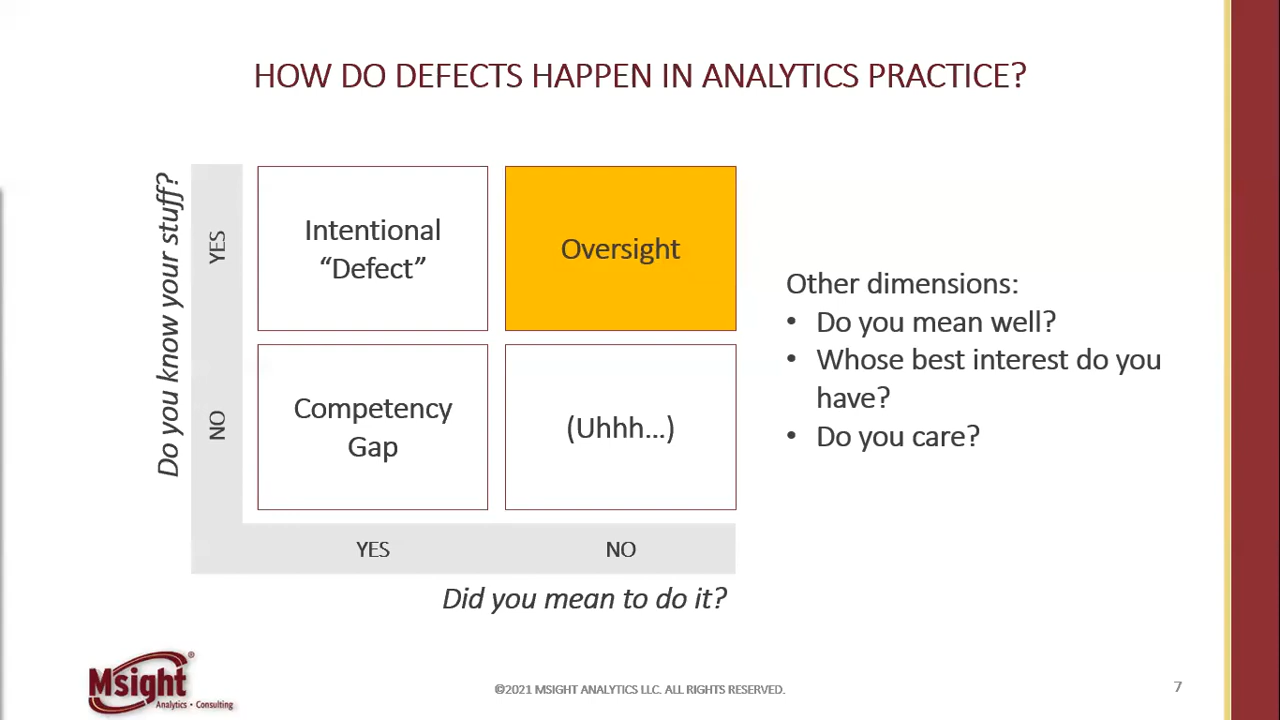 HOW DO DEFECTS HAPPEN IN ANALYTICS PRACTICE?
Do you know your stuff?
YES
Intentional
“Defect”
Oversight
NO
Competency
Gap
(Uhhh…)
YES
NO
Did you mean to do it?
Other dimensions:
• Do you mean well?
• Whose best interest do you
have?
• Do you care?
Msight®
Analytics • Consulting
©2021 MSIGHT ANALYTICS LLC. ALL RIGHTS RESERVED.
7